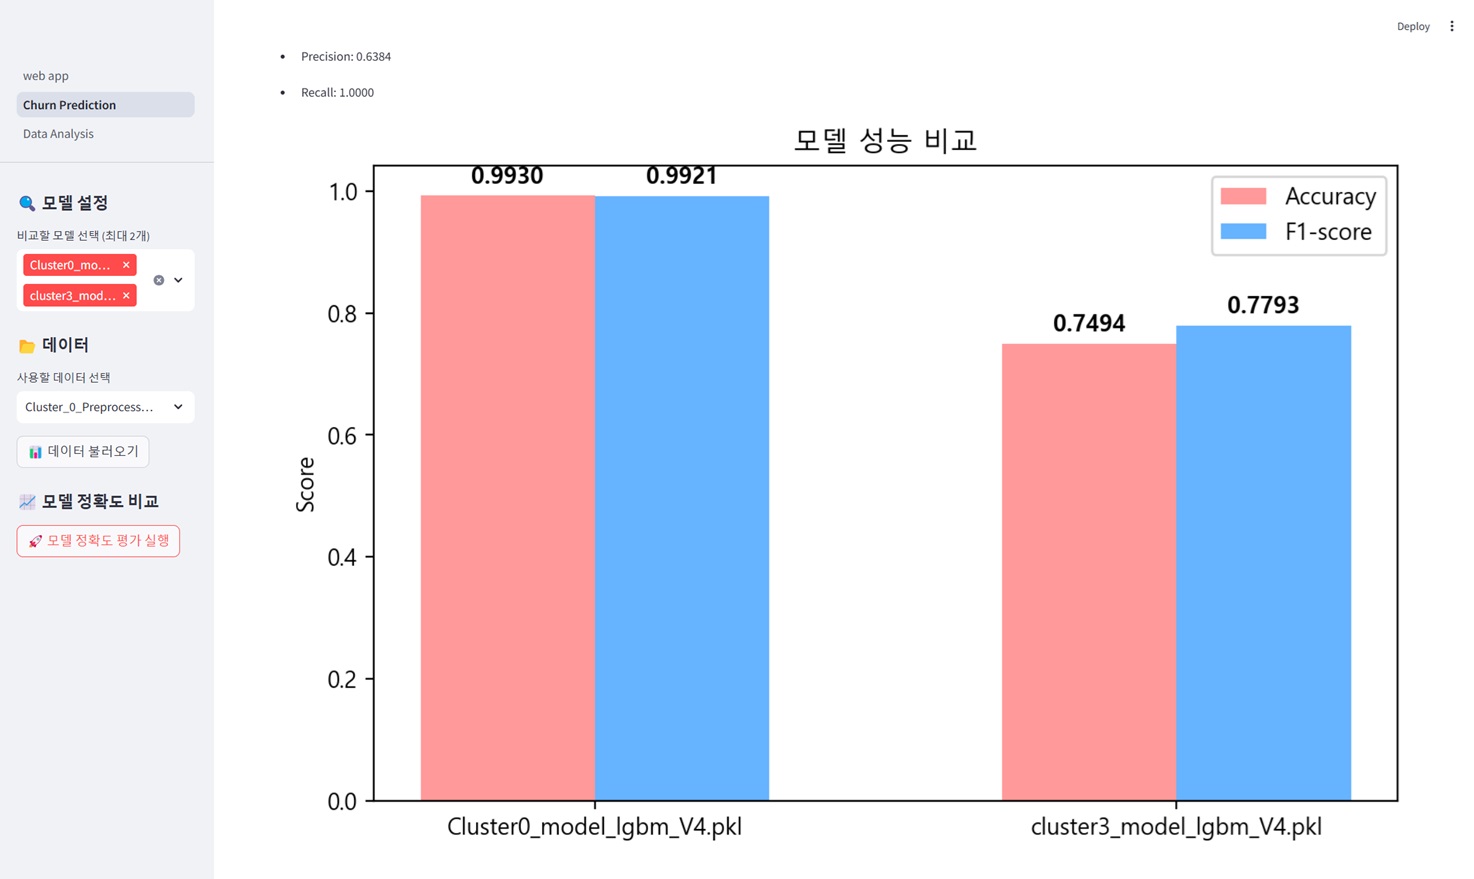 web app
Churn Prediction
Data Analysis
모델 설정
비교할 모델 선택 (최대 2개)
Cluster0_mo...
cluster3_mod...
데이터
사용할 데이터 선택
Cluster_0_Preprocess...
데이터 불러오기
모델 정확도 비교
모델 정확도 평가 실행
Deploy
Precision: 0.6384
Recall: 1.0000
모델 성능 비교
Accuracy
F1-score
0.9930
0.9921
0.7494
0.7793
Score
1.0
0.8
0.6
0.4
0.2
0.0
Cluster0_model_lgbm_V4.pkl
cluster3_model_lgbm_V4.pkl